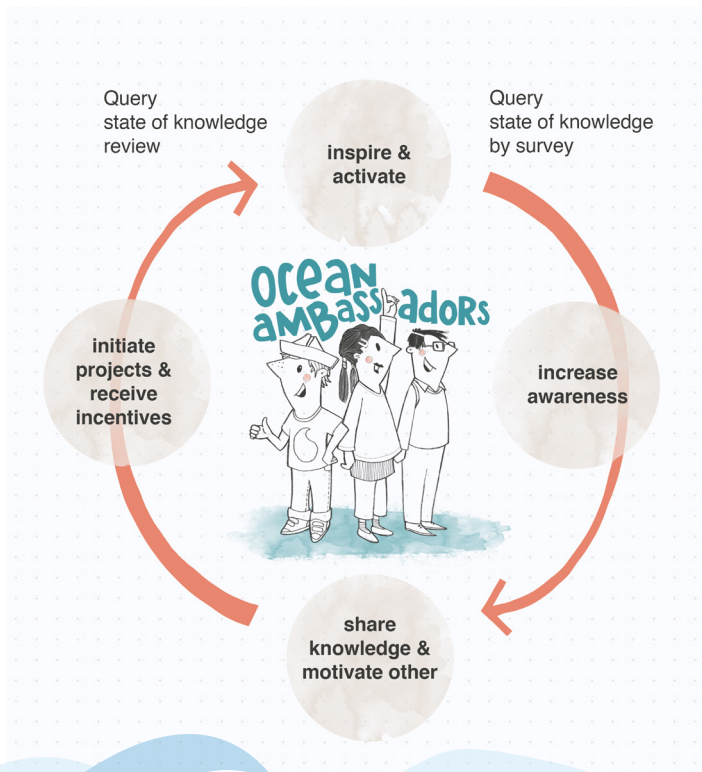 Query
state of knowledge
review
Query
state of knowledge
by survey
inspire &
activate
OCEAN
AMBASSADORS
initiate
projects &
receive
incentives
increase
awareness
share
knowledge &
motivate other